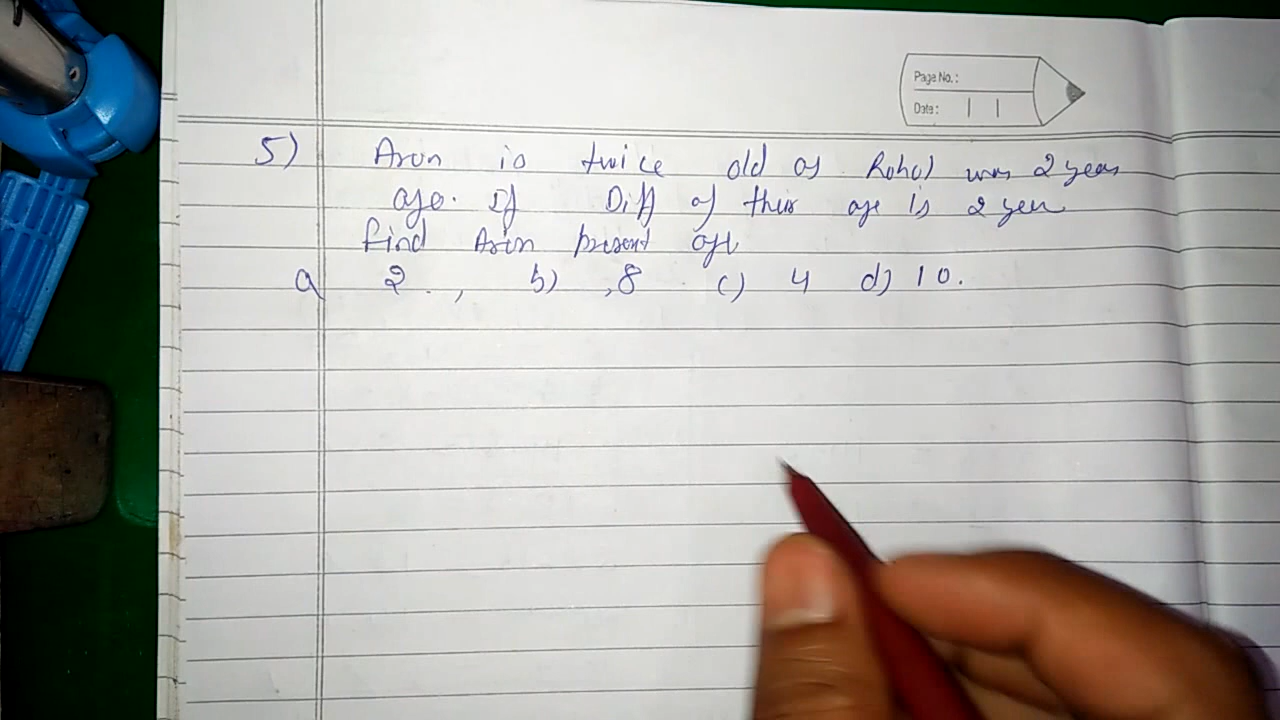 Page No.:
Date:
5) Arun is twice old as Rahul was 2 years
ago. If Diff of their age is 2 year
find Arun present age
a 2 , b) , 8 c) 4 d) 10.